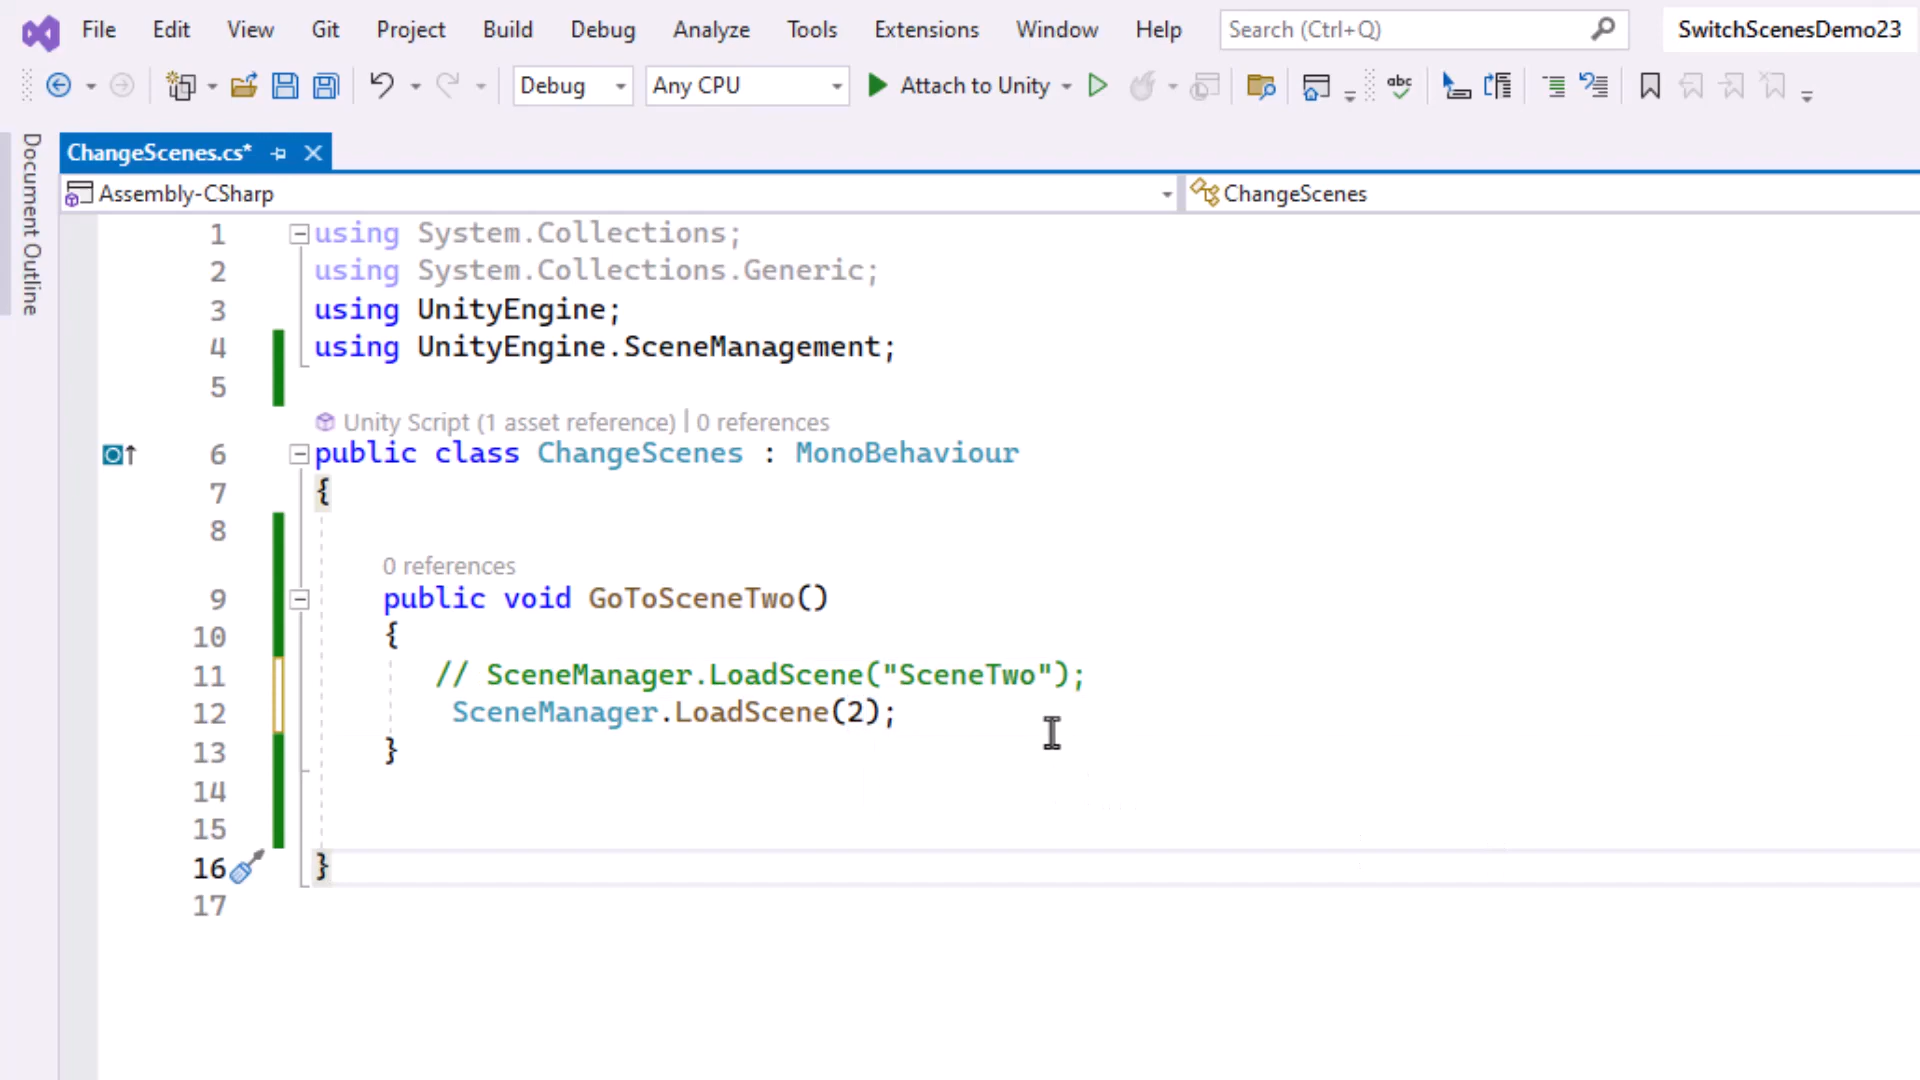 File Edit View Git Project Build Debug Analyze Tools Extensions Window Help Search (Ctrl+Q) SwitchScenesDemo23
Debug Any CPU Attach to Unity abc
Document Outline
ChangeScenes.cs*
Assembly-CSharp ChangeScenes
1 using System.Collections;
2 using System.Collections.Generic;
3 using UnityEngine;
4 using UnityEngine.SceneManagement;
5
Unity Script (1 asset reference) | 0 references
6 public class ChangeScenes : MonoBehaviour
7 {
8
0 references
9 public void GoToSceneTwo()
10 {
11 // SceneManager.LoadScene("SceneTwo");
12 SceneManager.LoadScene(2);
13 }
14
15
16 }
17